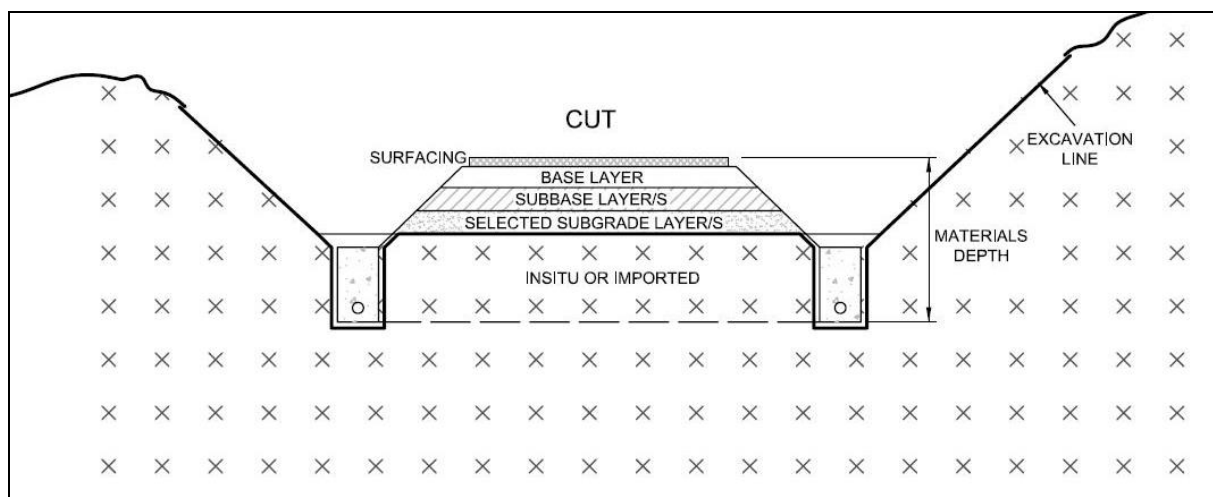 CUT
SURFACING
EXCAVATION
LINE
BASE LAYER
SUBBASE LAYER/S
SELECTED SUBGRADE LAYER/S
MATERIALS
DEPTH
INSITU OR IMPORTED